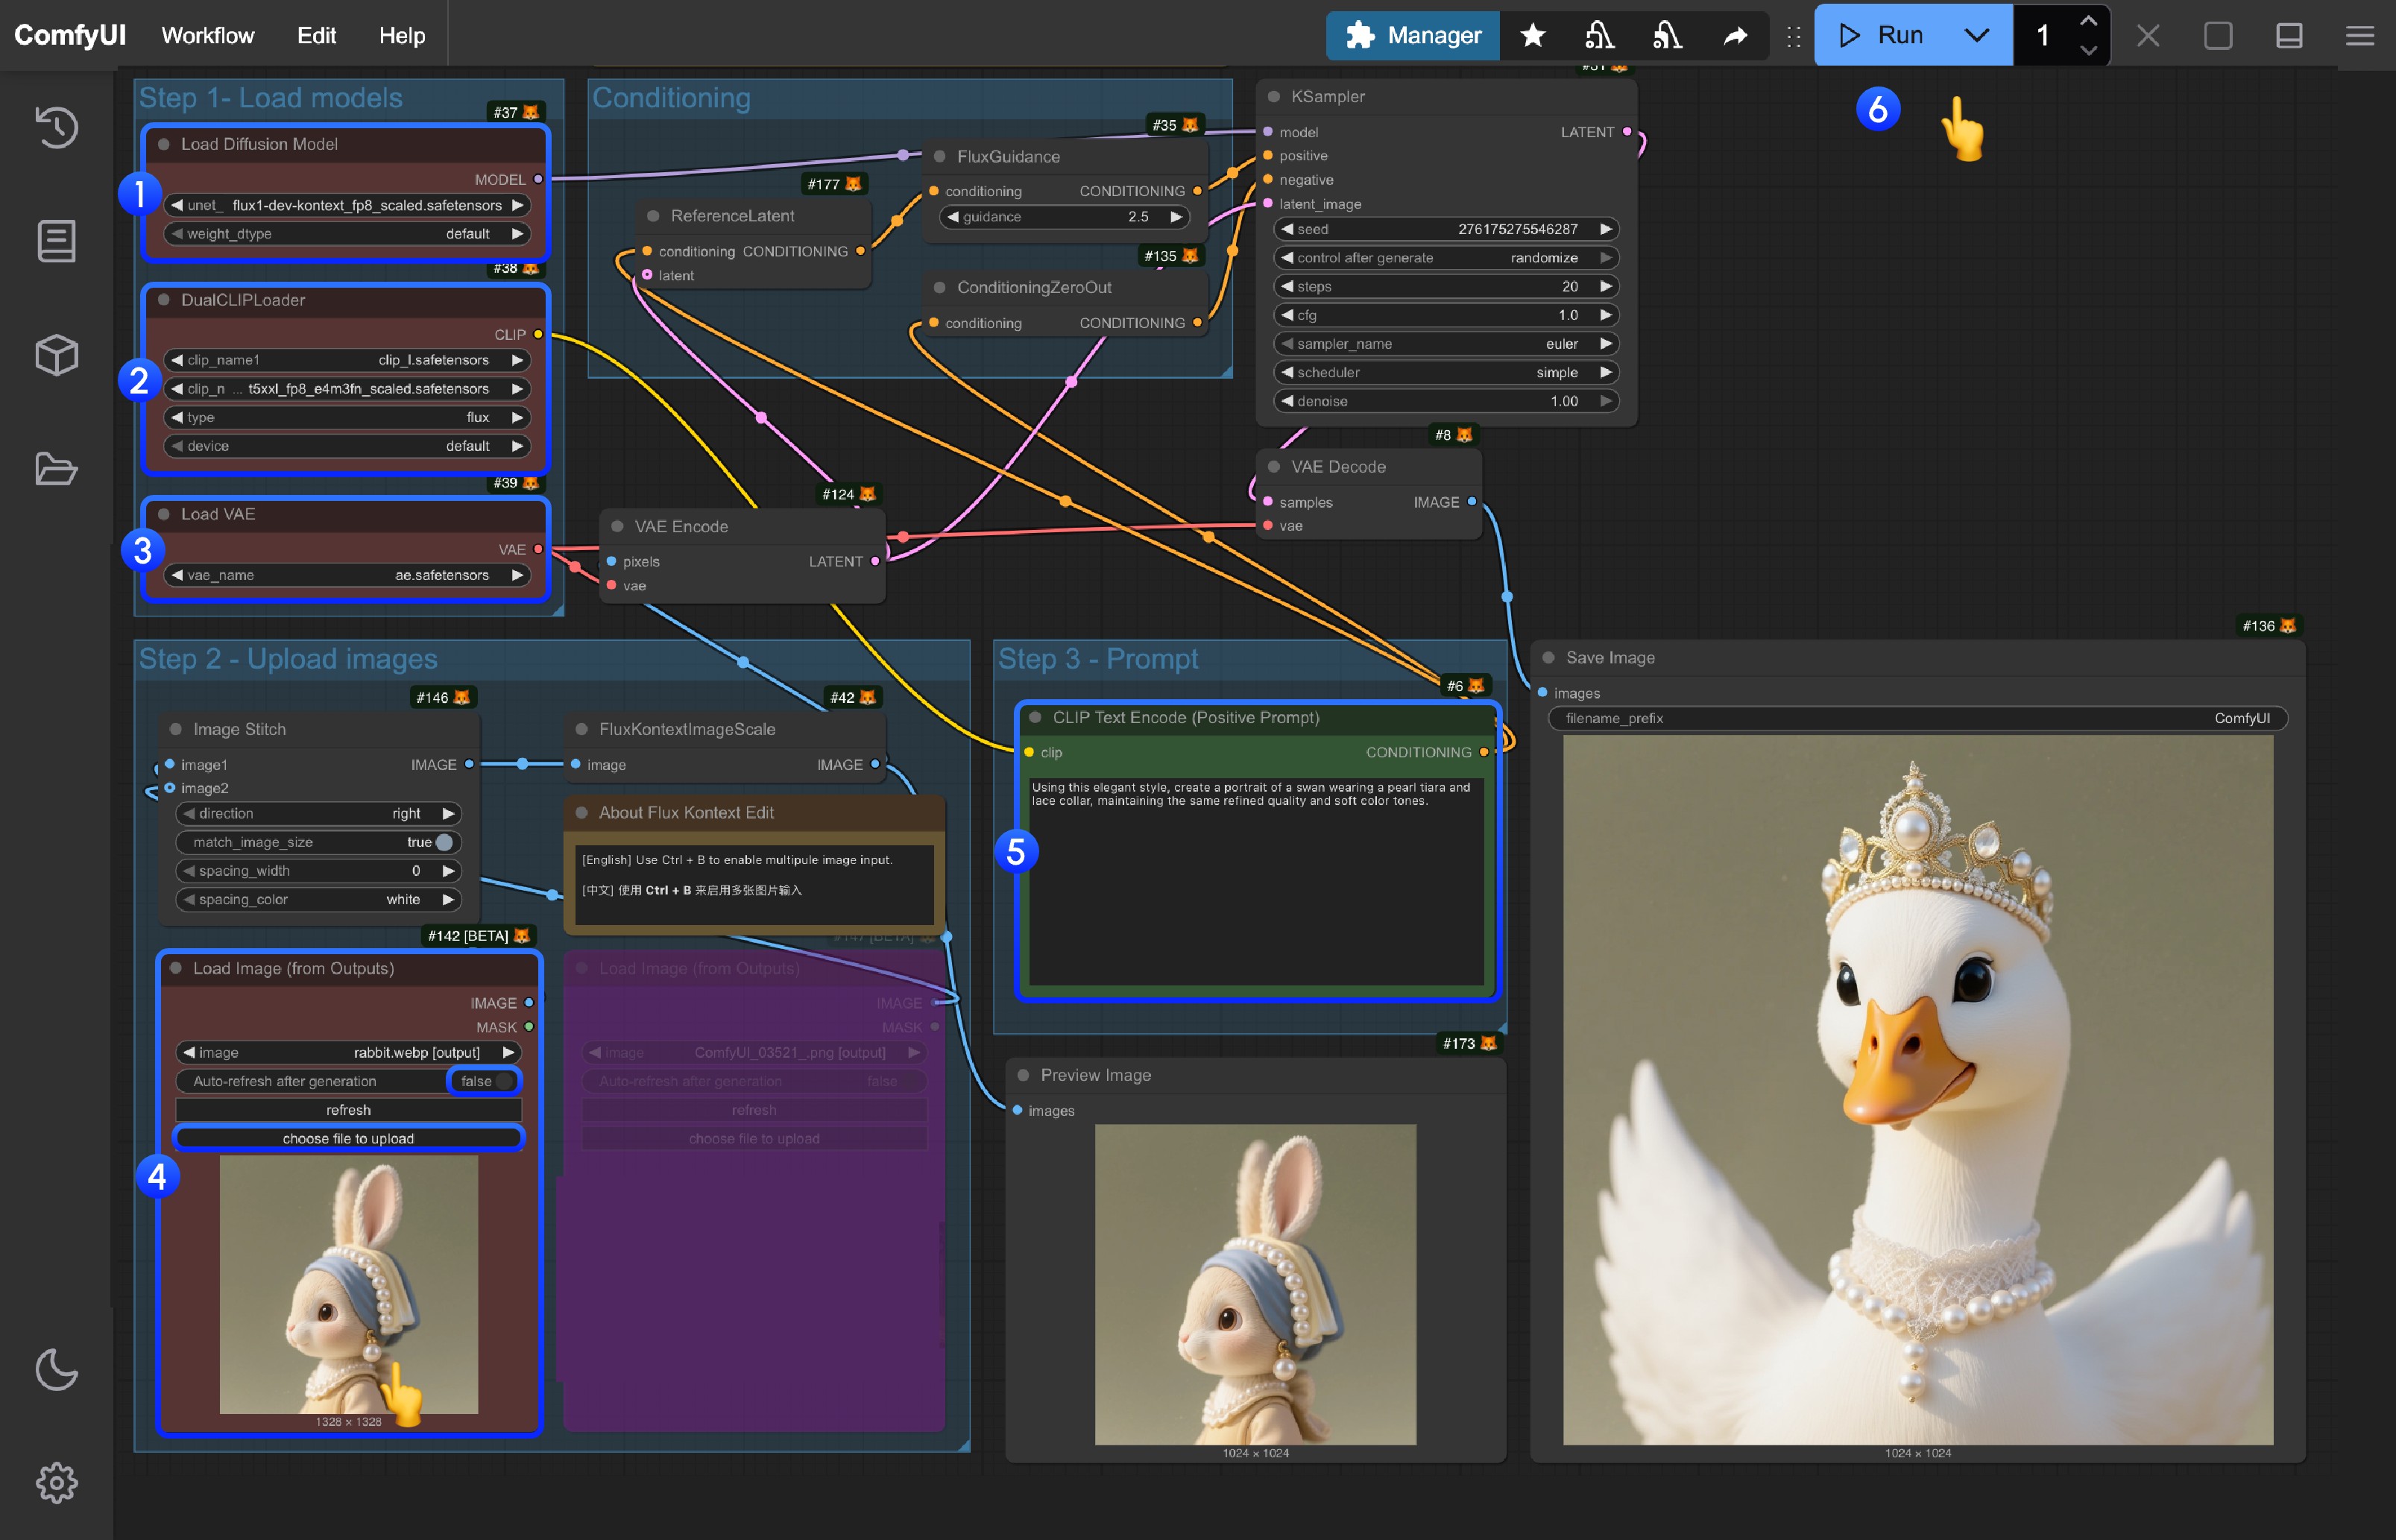 ComfyUI Workflow Edit Help Manager Run 1
Step 1- Load models
#37
Load Diffusion Model
MODEL
1
unet_ flux1-dev-kontext_fp8_scaled.safetensors
weight_dtype default
#38
DualCLIPLoader
CLIP
clip_name1 clip_l.safetensors
2
clip_n ... t5xxl_fp8_e4m3fn_scaled.safetensors
type flux
device default
#39
Load VAE
3
VAE
vae_name ae.safetensors
Conditioning
#35
FluxGuidance
conditioning CONDITIONING
guidance 2.5
#177
ReferenceLatent
conditioning CONDITIONING
latent
#135
ConditioningZeroOut
conditioning CONDITIONING
#31
KSampler
model LATENT
positive
negative
latent_image
seed 276175275546287
control after generate randomize
steps 20
cfg 1.0
sampler_name euler
scheduler simple
denoise 1.00
6
#8
VAE Decode
samples IMAGE
vae
#124
VAE Encode
pixels LATENT
vae
Step 2 - Upload images
#146
Image Stitch
image1 IMAGE
image2
direction right
match_image_size true
spacing_width 0
spacing_color white
#42
FluxKontextImageScale
image IMAGE
About Flux Kontext Edit
[English] Use Ctrl + B to enable multipule image input.
[中文] 使用 Ctrl + B 来启用多张图片输入
#142 [BETA]
Load Image (from Outputs)
IMAGE
MASK
image rabbit.webp [output]
Auto-refresh after generation false
refresh
choose file to upload
4
1328 × 1328
#147 [BETA]
Load Image (from Outputs)
IMAGE
MASK
image ComfyUI_03521_.png [output]
Auto-refresh after generation false
refresh
choose file to upload
Step 3 - Prompt
#6
CLIP Text Encode (Positive Prompt)
clip CONDITIONING
Using this elegant style, create a portrait of a swan wearing a pearl tiara and
lace collar, maintaining the same refined quality and soft color tones.
5
#173
Preview Image
images
1024 × 1024
#136
Save Image
images
filename_prefix ComfyUI
1024 × 1024